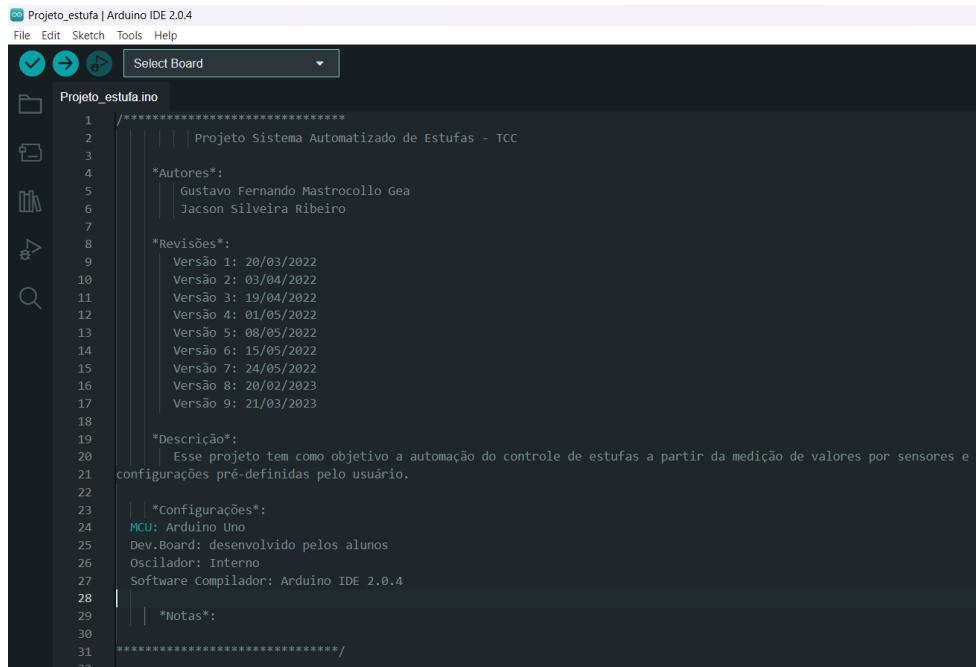 Projeto_estufa | Arduino IDE 2.0.4
File Edit Sketch Tools Help
Select Board
Projeto_estufa.ino
1 /*******************************
2 Projeto Sistema Automatizado de Estufas - TCC
3
4 *Autores*:
5 Gustavo Fernando Mastrocollo Gea
6 Jacson Silveira Ribeiro
7
8 *Revisões*:
9 Versão 1: 20/03/2022
10 Versão 2: 03/04/2022
11 Versão 3: 19/04/2022
12 Versão 4: 01/05/2022
13 Versão 5: 08/05/2022
14 Versão 6: 15/05/2022
15 Versão 7: 24/05/2022
16 Versão 8: 20/02/2023
17 Versão 9: 21/03/2023
18
19 *Descrição*:
20 Esse projeto tem como objetivo a automação do controle de estufas a partir da medição de valores por sensores e
21 configurações pré-definidas pelo usuário.
22
23 *Configurações*:
24 MCU: Arduino Uno
25 Dev.Board: desenvolvido pelos alunos
26 Oscilador: Interno
27 Software Compilador: Arduino IDE 2.0.4
28
29 *Notas*:
30
31 *******************************/